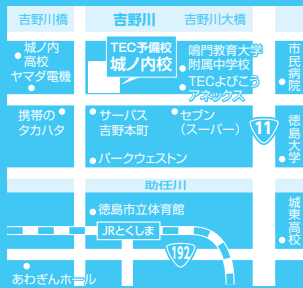 吉野川橋
吉野川
吉野川大橋
城ノ内
高校
ヤマダ電機
TEC予備校
城ノ内校
鳴門教育大学
附属中学校
TECよびこう
アネックス
市民病院
携帯の
タカハタ
サーパス
吉野本町
セブン
(スーパー)
11
徳島大学
パークウェストン
助任川
徳島市立体育館
城東高校
JRとくしま
192
あわぎんホール